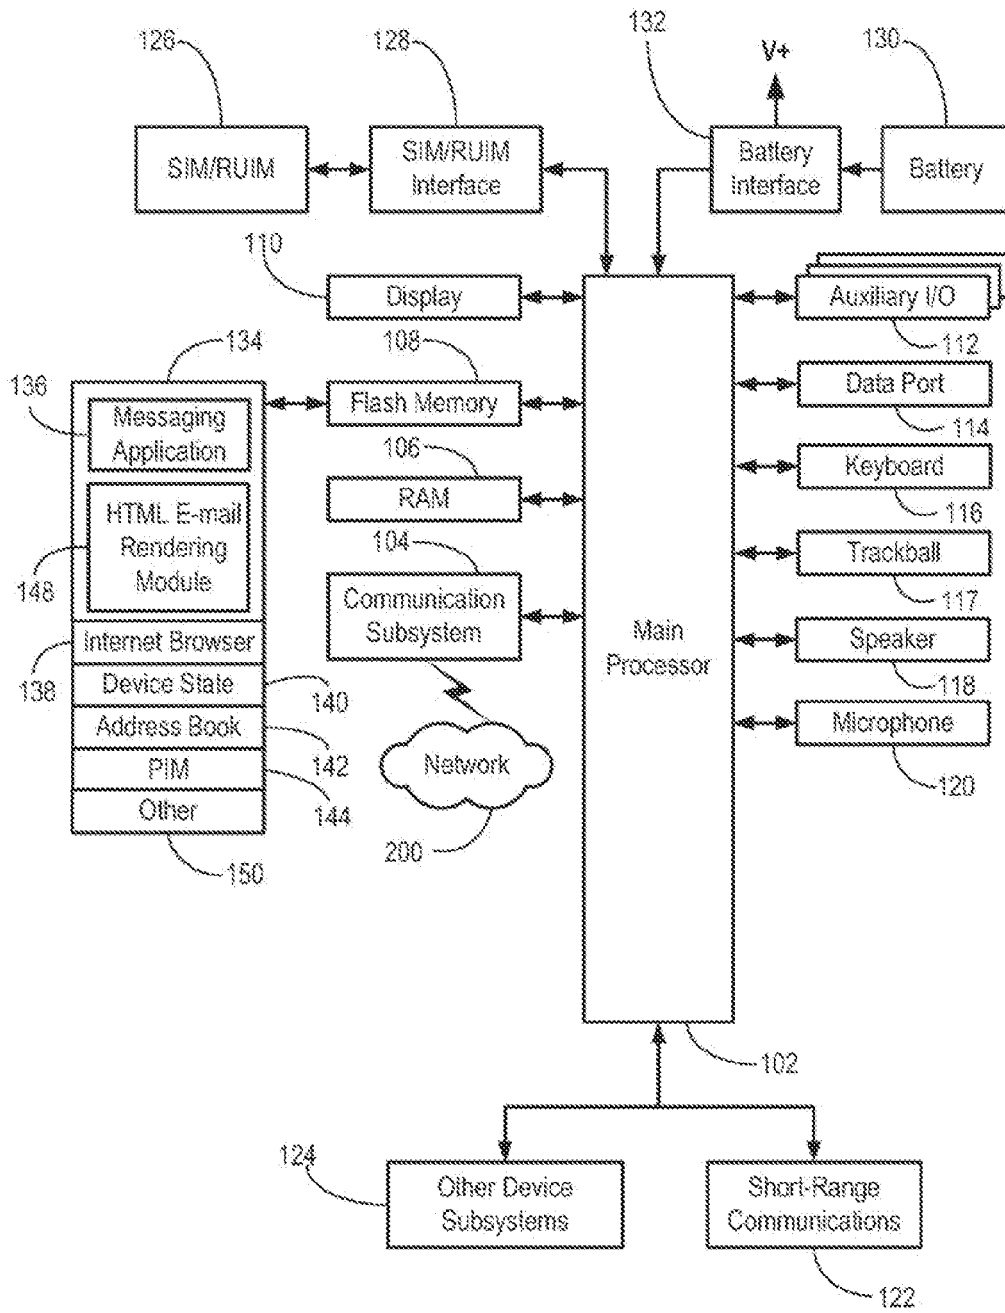 126
128
132
V+
130
SIM/RUIM
SIM/RUIM
Interface
Battery
Interface
Battery
110
Display
Auxiliary I/O
112
134
108
136
Messaging
Application
Flash Memory
Data Port
114
106
RAM
Keyboard
116
HTML E-mail
Rendering
Module
148
104
Communication
Subsystem
Trackball
117
Main
Processor
Internet Browser
138
Speaker
118
Device State
140
Address Book
142
Microphone
120
PIM
144
Network
200
Other
150
102
124
Other Device
Subsystems
Short-Range
Communications
122